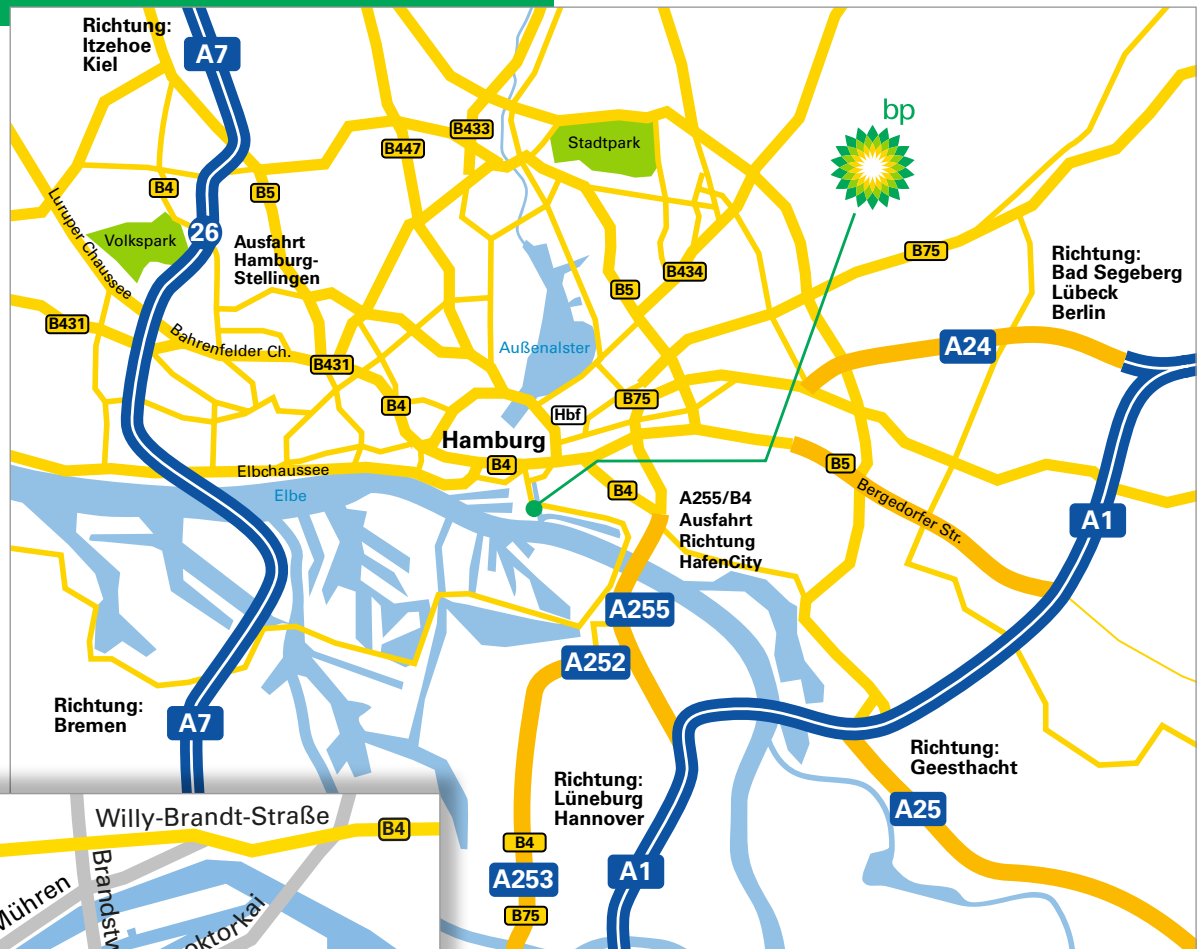 Richtung:
Itzehoe
Kiel
A7
bp
B433
B447
Stadtpark
B4
B5
Luruper Chaussee
Volkspark
26
Ausfahrt
Hamburg-
Stellingen
B434
B75
B5
Richtung:
Bad Segeberg
Lübeck
Berlin
B431
Bahrenfelder Ch.
B431
Außenalster
A24
B4
B75
Hbf
Hamburg
B4
Elbchaussee
Elbe
B4
B5
Bergedorfer Str.
A255/B4
Ausfahrt
Richtung
HafenCity
A1
A255
A252
Richtung:
Bremen
A7
Richtung:
Geesthacht
Richtung:
Lüneburg
Hannover
A25
B4
A253
B75
A1
Willy-Brandt-Straße
B4
Brandstw
Mühren
oktorkai